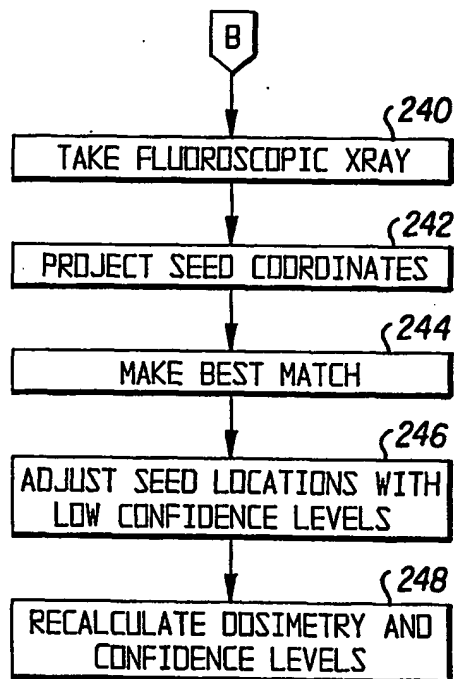 B
240
TAKE FLUOROSCOPIC XRAY
242
PROJECT SEED COORDINATES
244
MAKE BEST MATCH
246
ADJUST SEED LOCATIONS WITH
LOW CONFIDENCE LEVELS
248
RECALCULATE DOSIMETRY AND
CONFIDENCE LEVELS